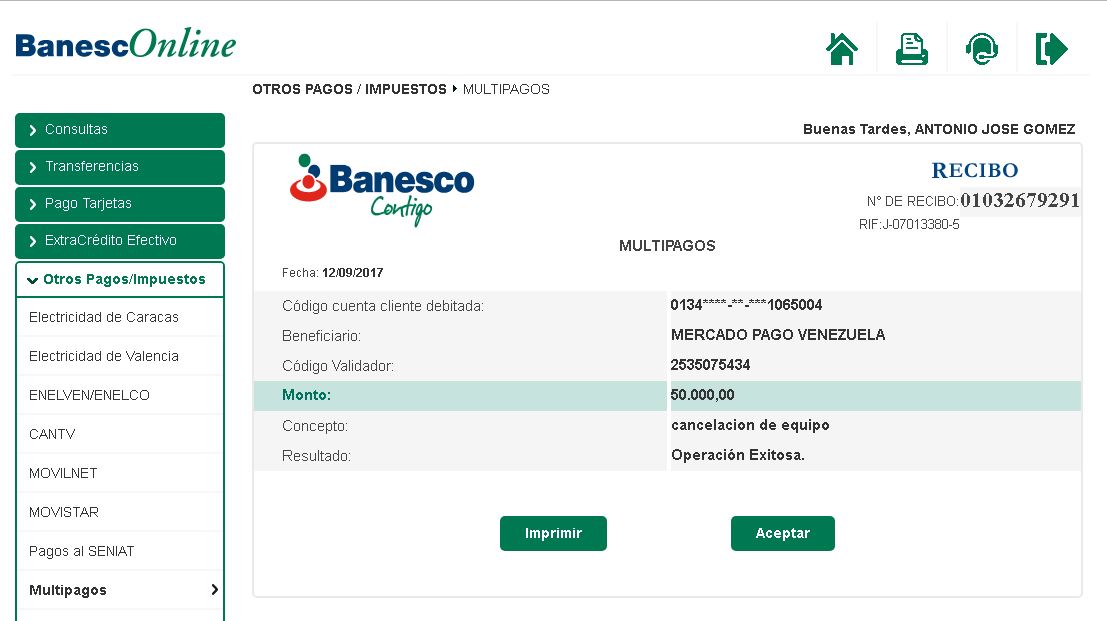 BanescOnline
OTROS PAGOS / IMPUESTOS MULTIPAGOS
Buenas Tardes, ANTONIO JOSE GOMEZ
Consultas
Transferencias
Pago Tarjetas
ExtraCrédito Efectivo
Otros Pagos/Impuestos
Electricidad de Caracas
Electricidad de Valencia
ENELVEN/ENELCO
CANTV
MOVILNET
MOVISTAR
Pagos al SENIAT
Multipagos
Banesco
Contigo
RECIBO
N° DE RECIBO: 01032679291
RIF:J-07013380-5
MULTIPAGOS
Fecha: 12/09/2017
Código cuenta cliente debitada: 0134****-**-***1065004
Beneficiario: MERCADO PAGO VENEZUELA
Código Validador: 2535075434
Monto: 50.000,00
Concepto: cancelacion de equipo
Resultado: Operación Exitosa.
Imprimir Aceptar